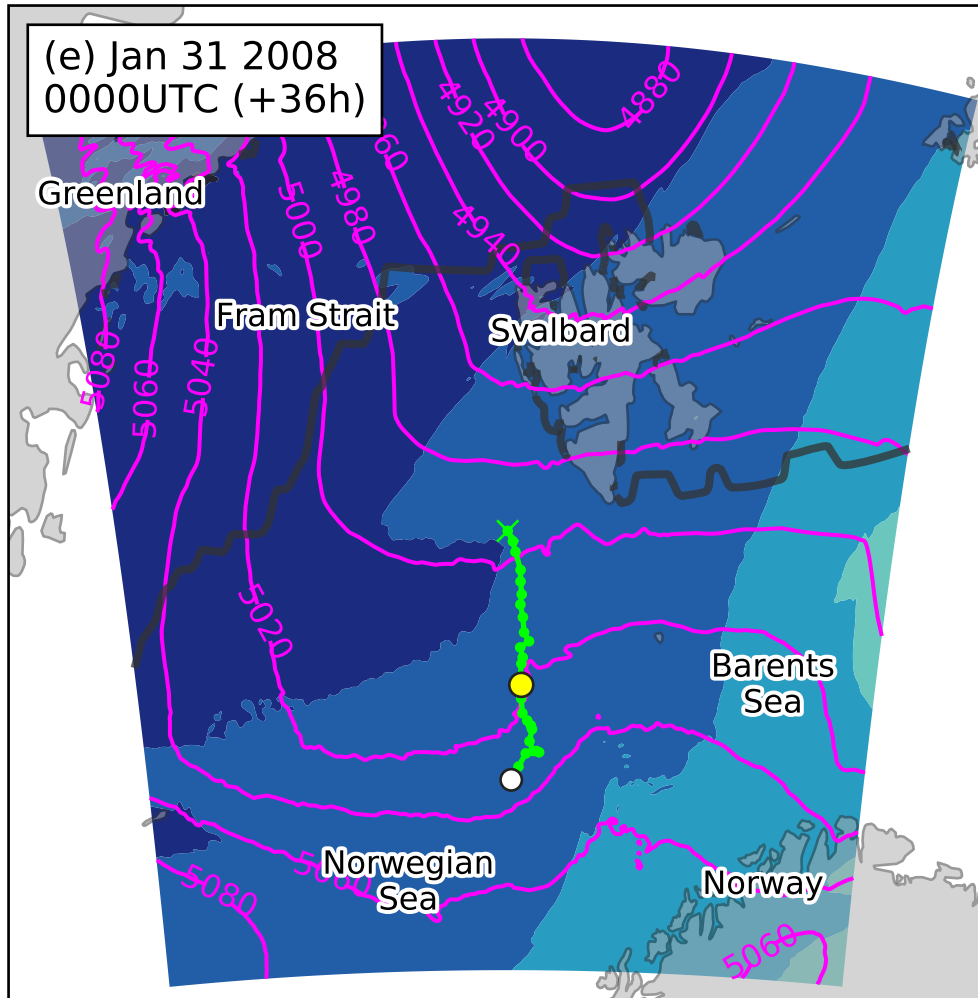 (e) Jan 31 2008
0000UTC (+36h)
4880
4920
4900
4960
Greenland
5000
4980
4940
Fram Strait
Svalbard
5080
5060
5040
5020
Barents
Sea
Norwegian
Sea
5060
5080
Norway
5060